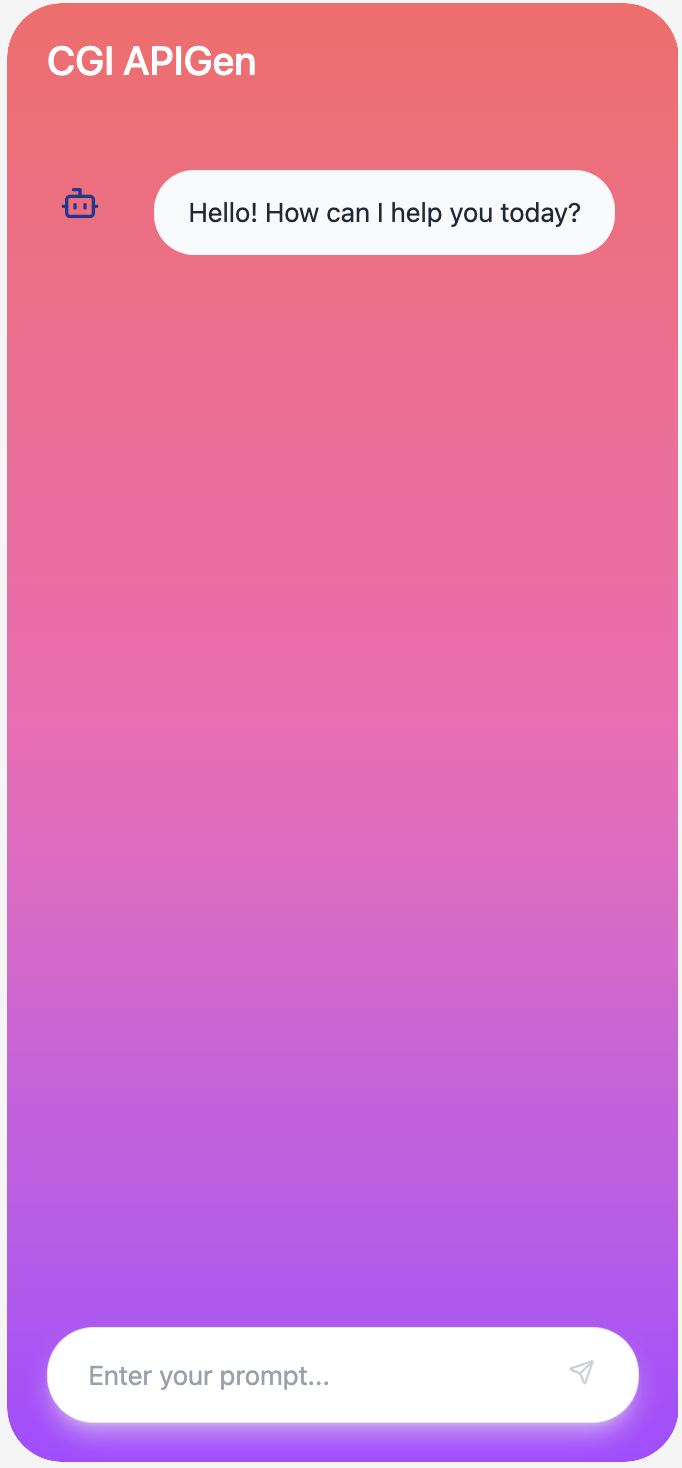 CGI APIGen
Hello! How can I help you today?
Enter your prompt...